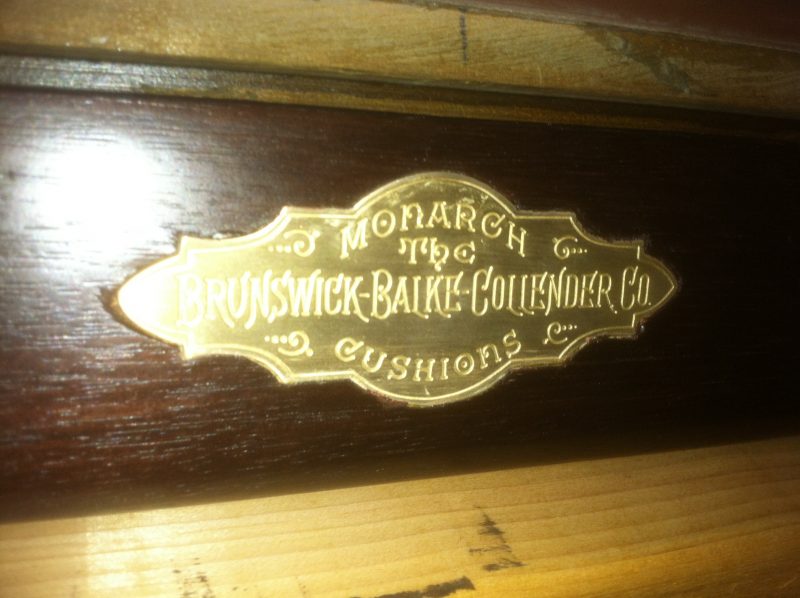 MONARCH
The
BRUNSWICK-BALKE-COLLENDER CO.
CUSHIONS